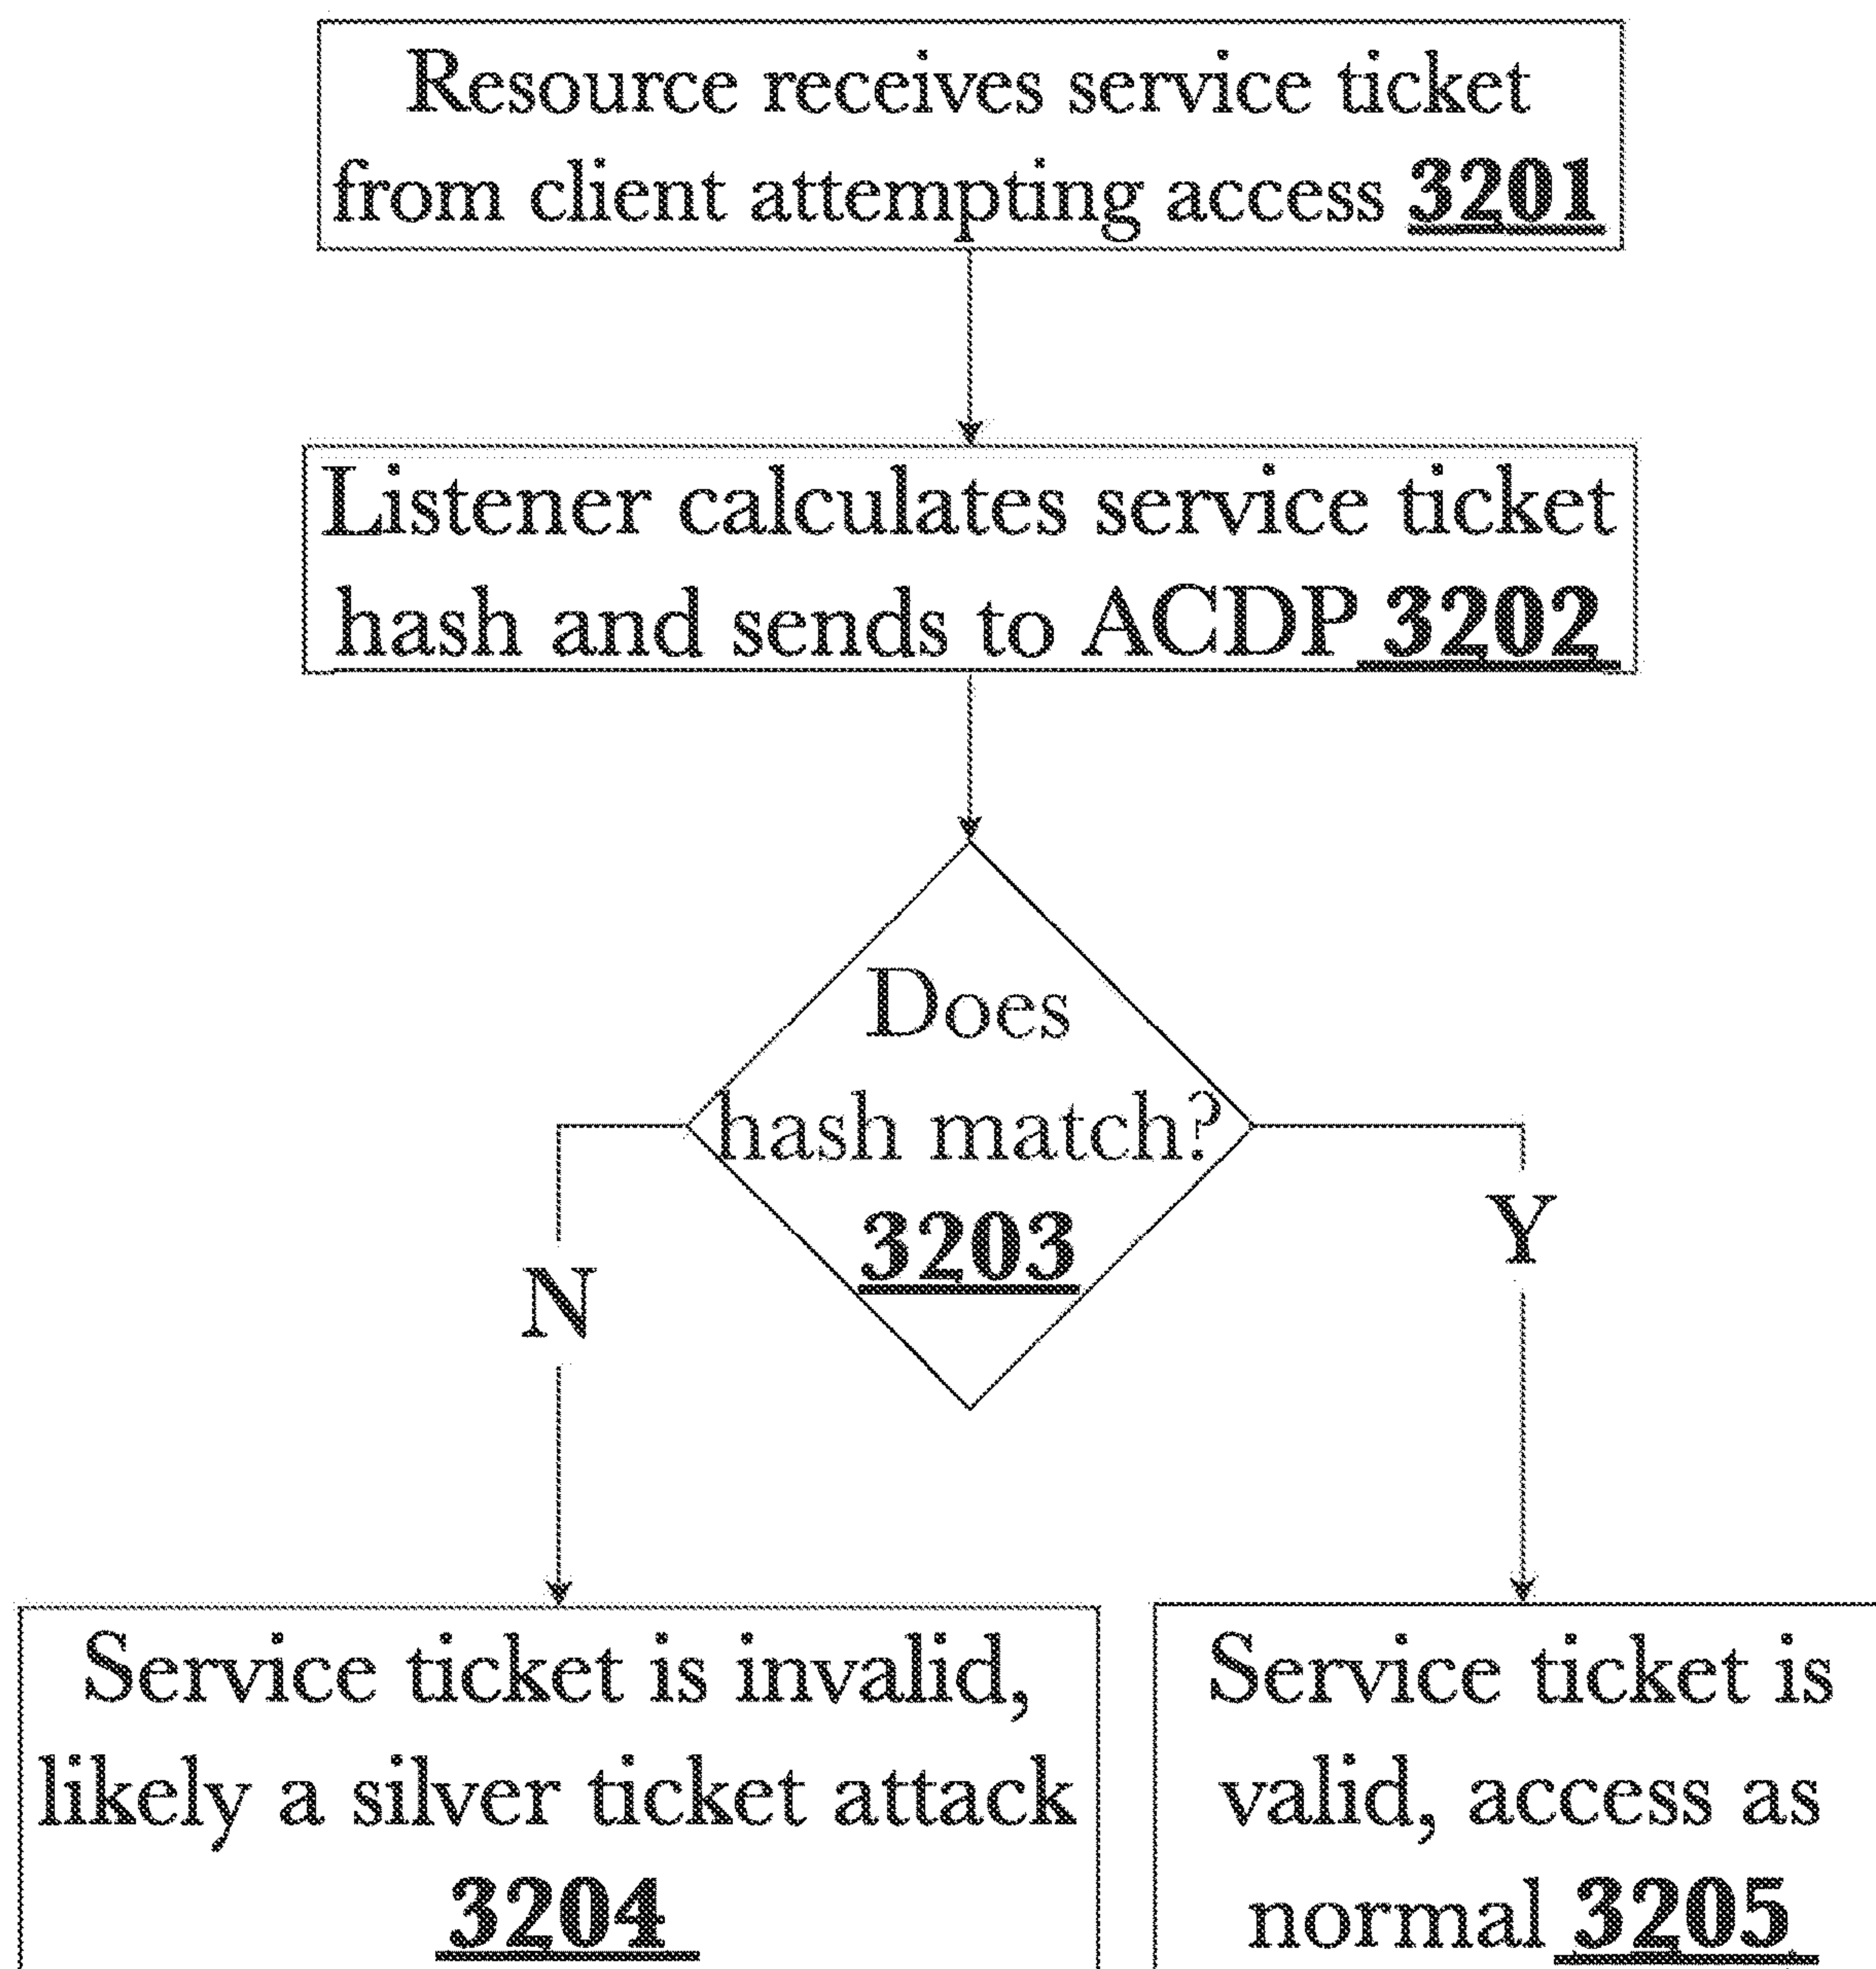 Resource receives service ticket
from client attempting access 3201
Listener calculates service ticket
hash and sends to ACDP 3202
Does
hash match?
3203
N
Y
Service ticket is invalid,
likely a silver ticket attack
3204
Service ticket is
valid, access as
normal 3205